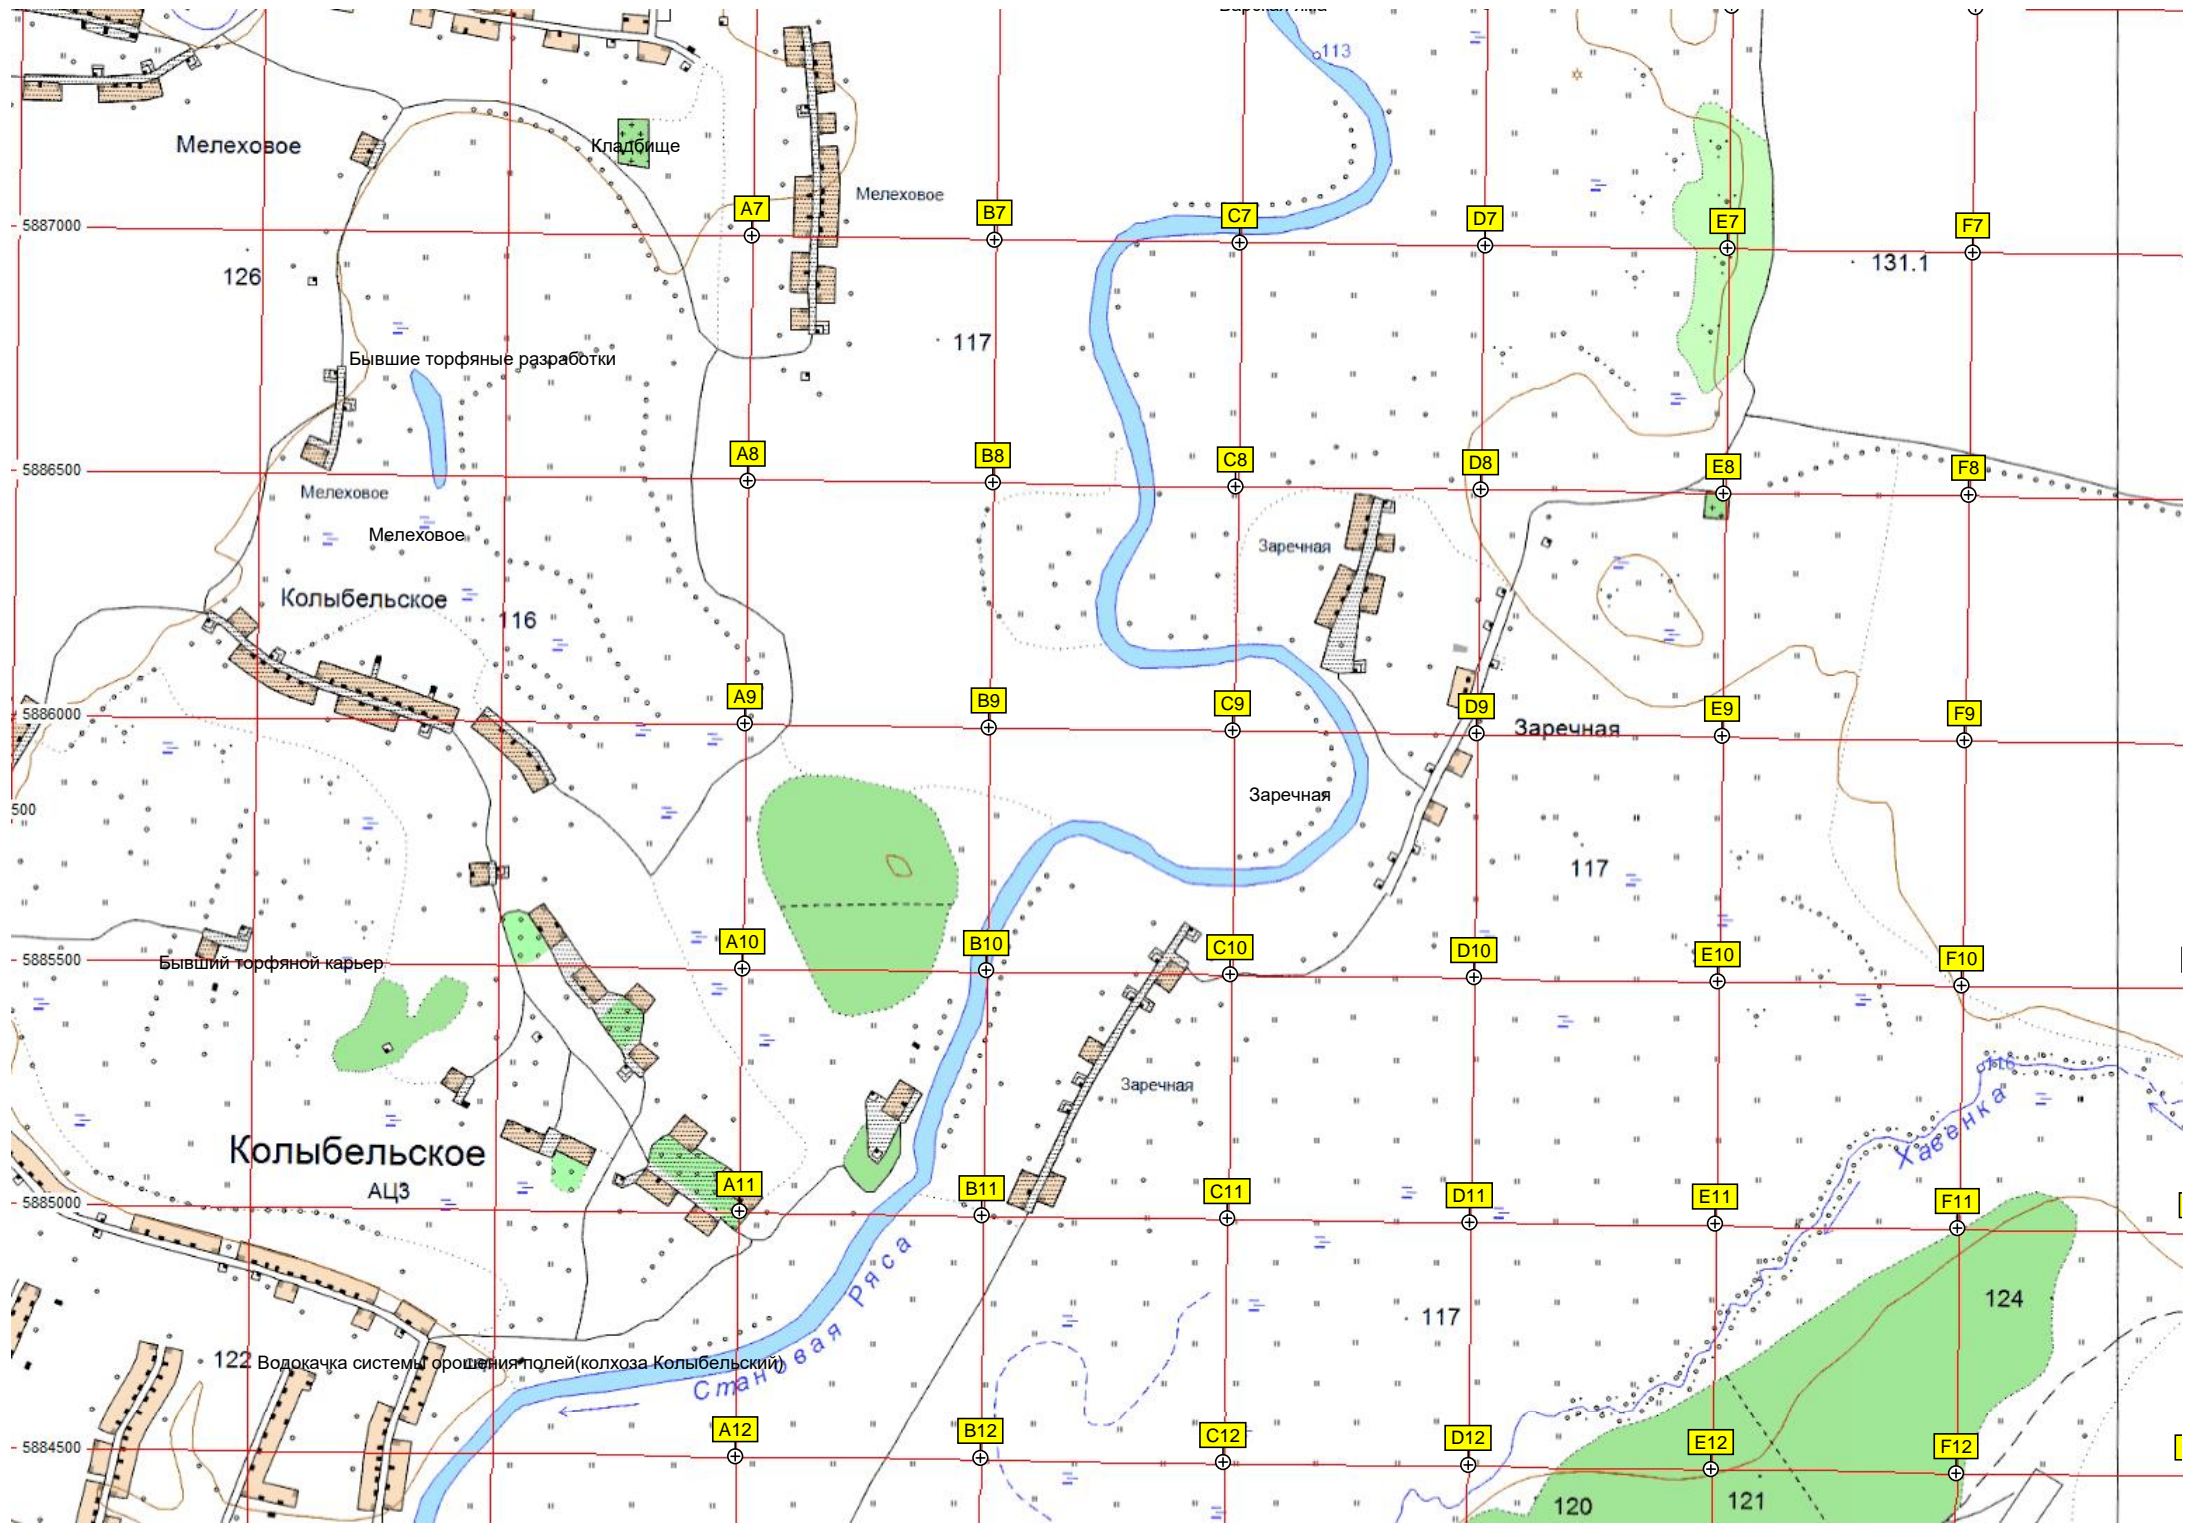 113
Мелеховое
Кладбище
Мелеховое
A7
B7
C7
D7
E7
F7
5887000
126
131.1
117
Бывшие торфяные разработки
A8
B8
C8
D8
E8
F8
5886500
Мелеховое
Мелеховое
Заречная
Колыбельское
116
A9
B9
C9
D9
E9
F9
5886000
Заречная
Заречная
500
117
A10
B10
C10
D10
E10
F10
5885500
Бывший торфяной карьер
Заречная
116
Хавенка
Колыбельское
АЦЗ
A11
B11
C11
D11
E11
F11
5885000
Становая Ряса
124
117
122
Водокачка системы орошения полей(колхоза Колыбельский)
A12
B12
C12
D12
E12
F12
5884500
120
121